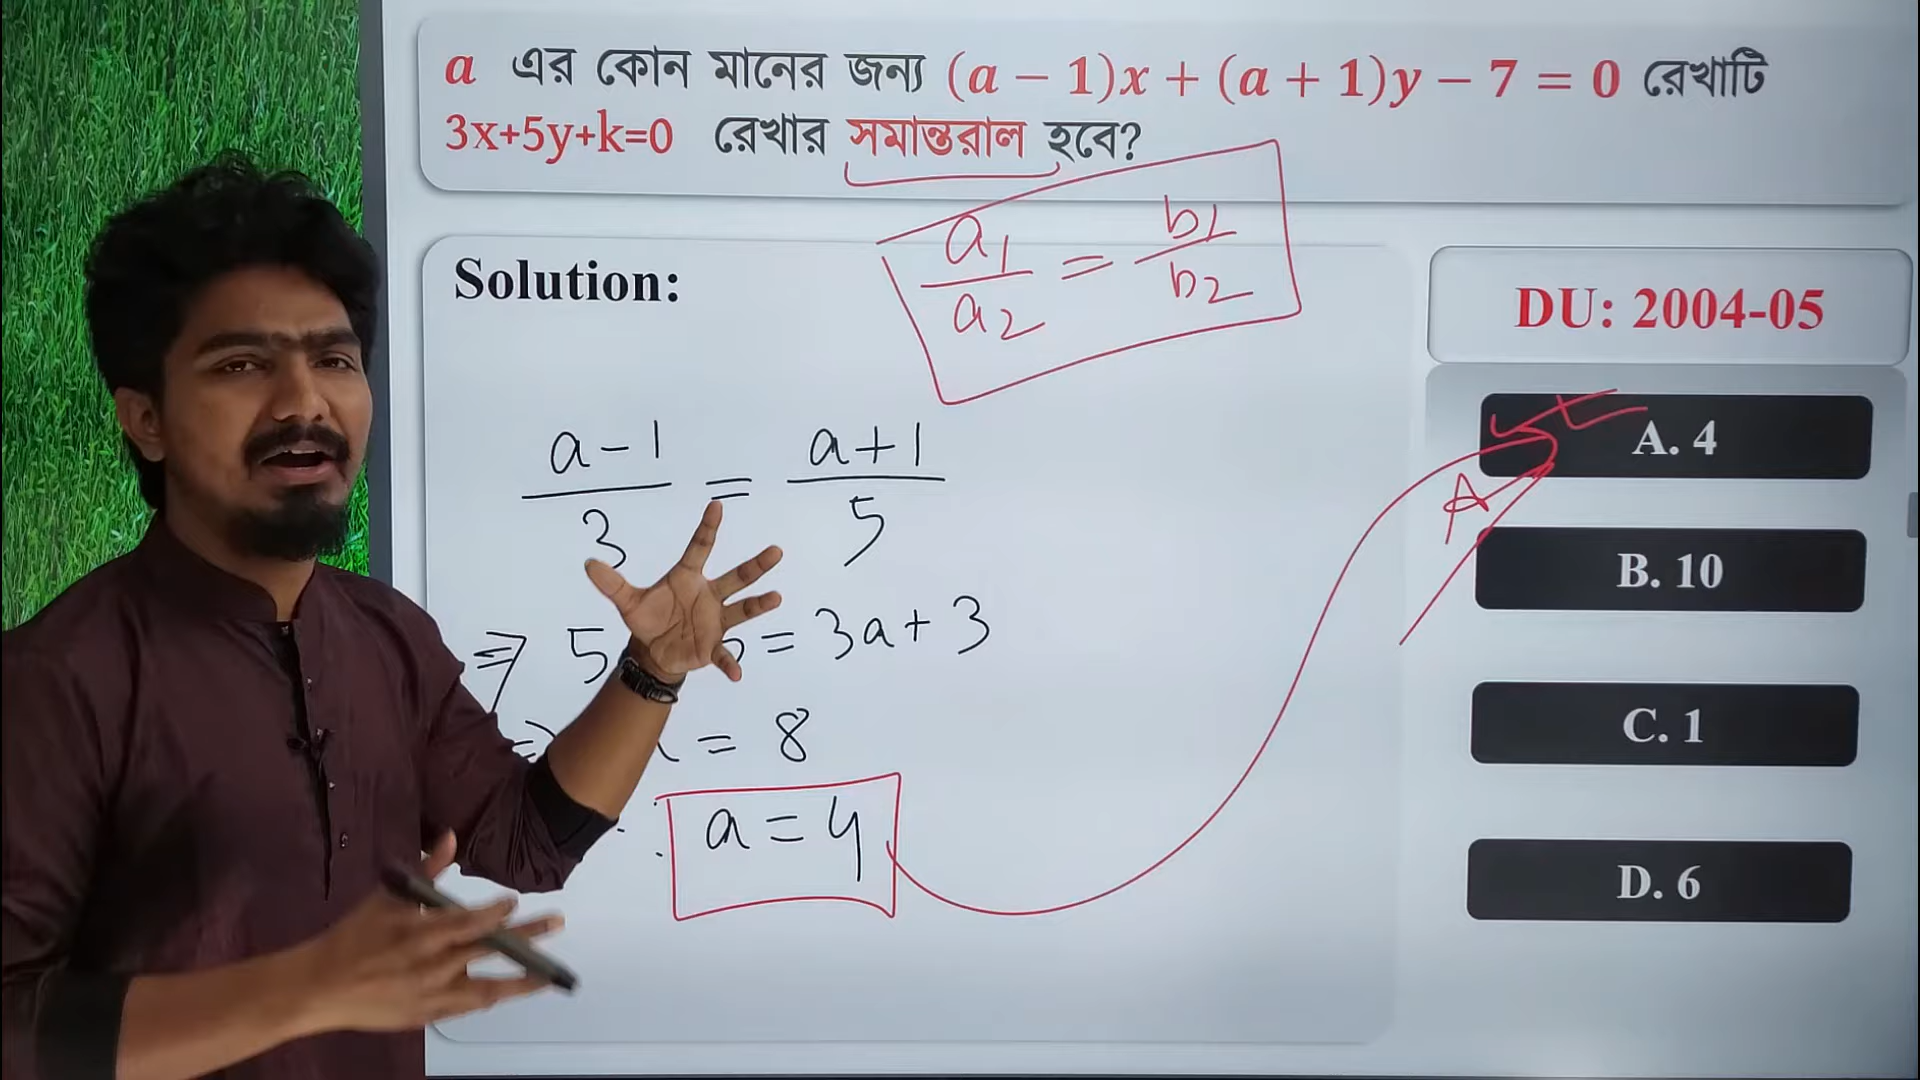 a এর কোন মানের জন্য (a − 1)x + (a + 1)y − 7 = 0 রেখাটি
3x+5y+k=0 রেখার সমান্তরাল হবে?
a1/a2 = b1/b2
Solution:
DU: 2004-05
(a-1)/3 = (a+1)/5
⇒ 5 = 3a+3
⇒ = 8
a=4
A
A. 4
B. 10
C. 1
D. 6